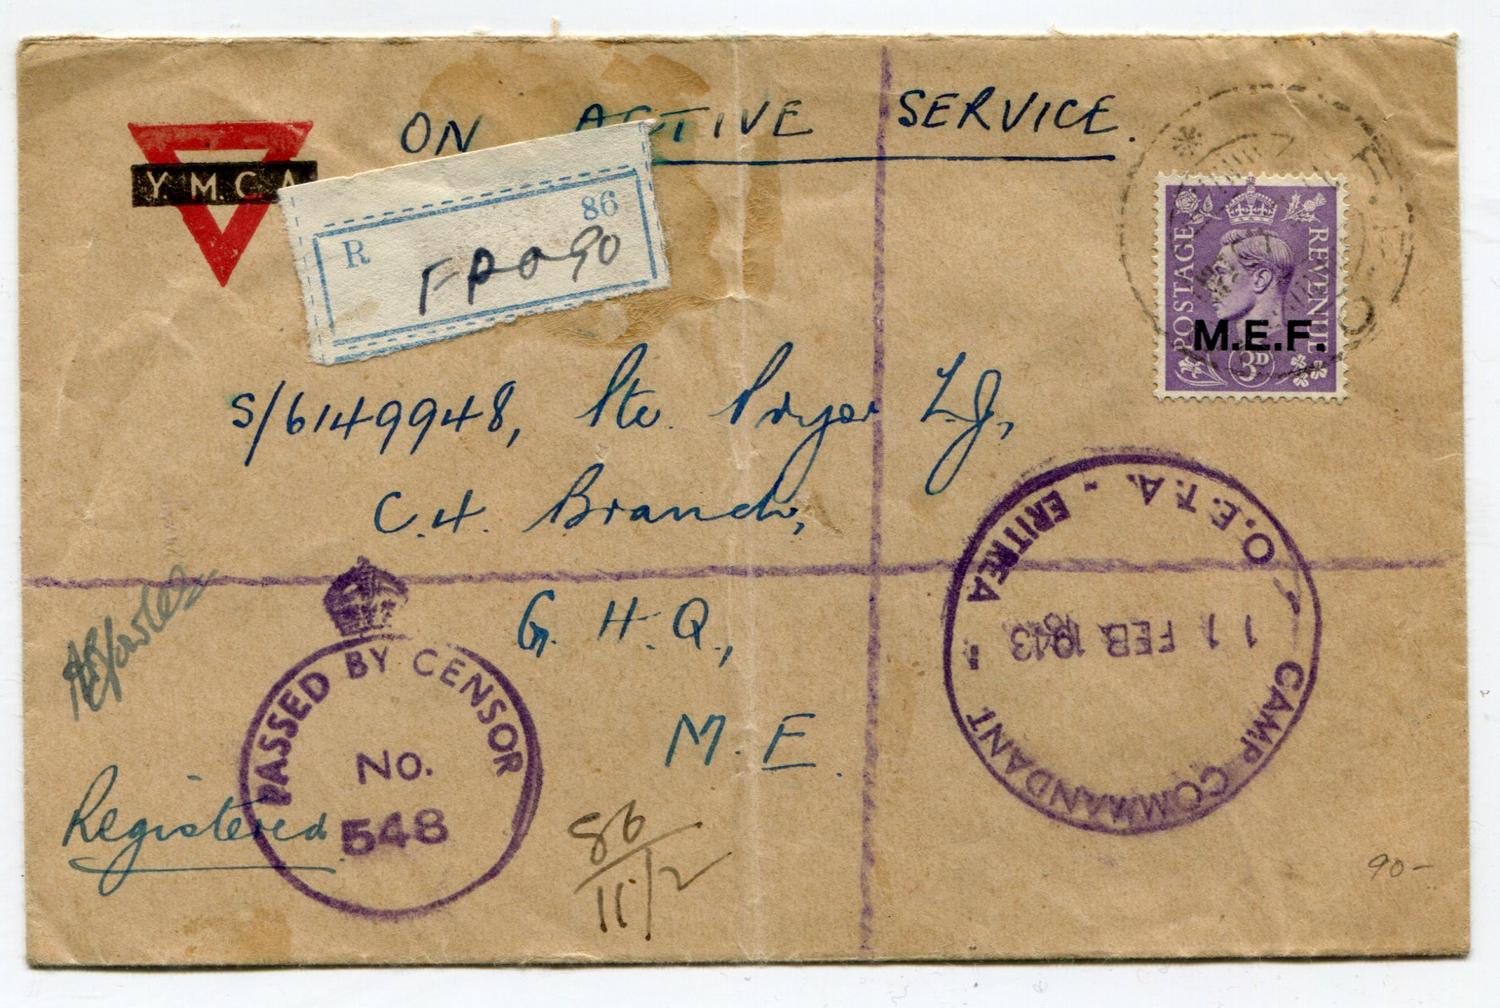 ON ACTIVE SERVICE.
Y.M.C.A
R 86
FPO 90
POSTAGE REVENUE
M.E.F.
3D
S/6149948, Pte. Pryor L.J,
C.4. Branch,
G. H. Q,
M. E.
O.E.T.A. - ERITREA
11 FEB 1943
CAMP COMMANDANT
PASSED BY CENSOR
No.
548
Registered
86
11/2
90-